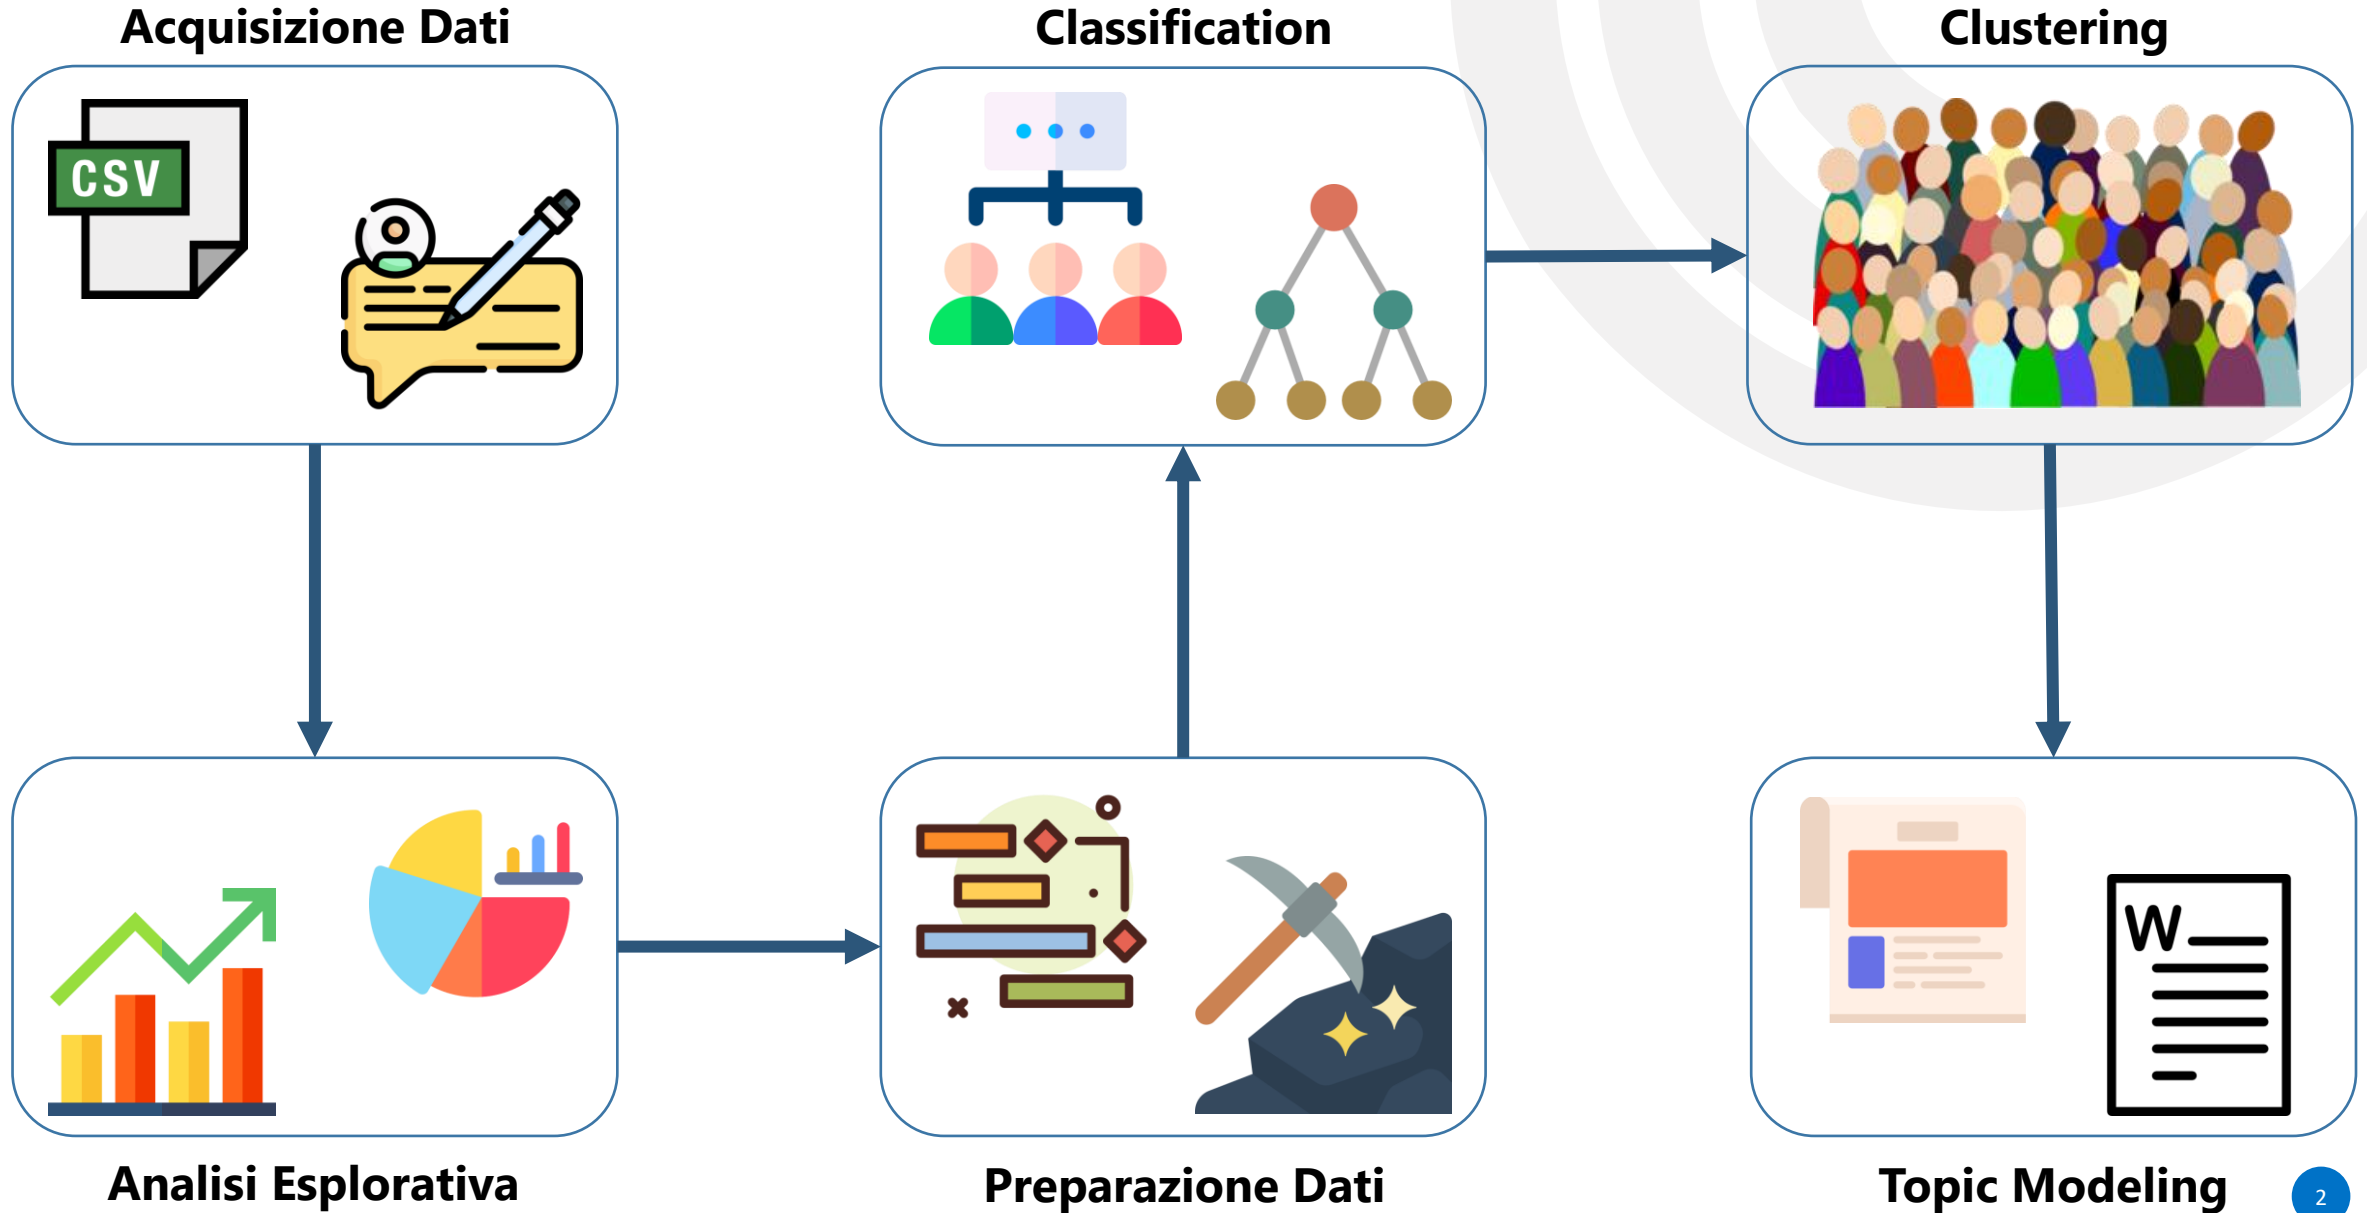 Acquisizione Dati
Classification
Clustering
CSV
W
Analisi Esplorativa
Preparazione Dati
Topic Modeling
2